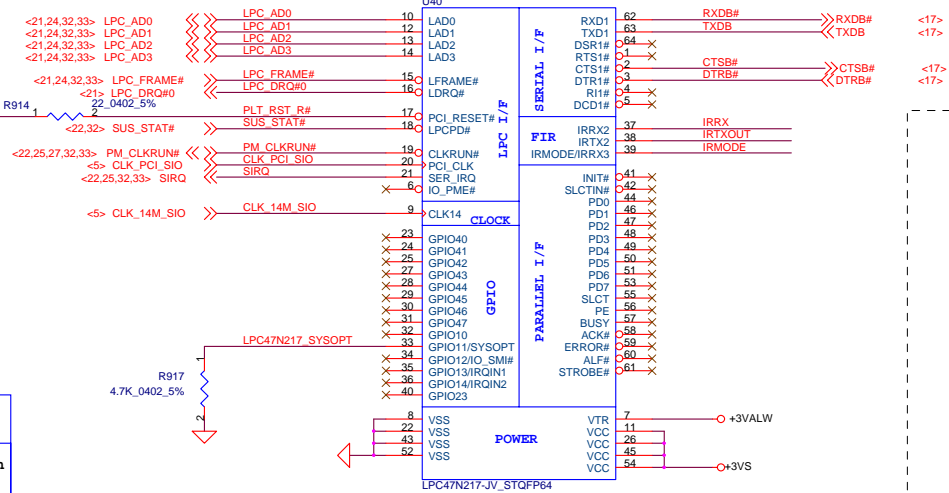 U40
<21,24,32,33> LPC_AD0 LPC_AD0 10 LAD0 RXD1 62 RXDB# RXDB# <17>
<21,24,32,33> LPC_AD1 LPC_AD1 12 LAD1 TXD1 63 TXDB TXDB <17>
<21,24,32,33> LPC_AD2 LPC_AD2 13 LAD2 DSR1# 64
<21,24,32,33> LPC_AD3 LPC_AD3 14 LAD3 RTS1# 1
CTS1# 2 CTSB# CTSB# <17>
<21,24,32,33> LPC_FRAME# LPC_FRAME# 15 LFRAME# DTR1# 3 DTRB# DTRB# <17>
<21> LPC_DRQ#0 LPC_DRQ#0 16 LDRQ# RI1# 4
DCD1# 5
SERIAL I/F
R914 1 2 22_0402_5%
PLT_RST_R# 17 PCI_RESET#
<22,32> SUS_STAT# SUS_STAT# 18 LPCPD#
LPC I/F
FIR
IRRX2 37 IRRX
IRTX2 38 IRTXOUT
IRMODE/IRRX3 39 IRMODE
<22,25,27,32,33> PM_CLKRUN# PM_CLKRUN# 19 CLKRUN#
<5> CLK_PCI_SIO CLK_PCI_SIO 20 PCI_CLK
<22,25,32,33> SIRQ SIRQ 21 SER_IRQ
6 IO_PME#
<5> CLK_14M_SIO CLK_14M_SIO 9 CLK14
CLOCK
INIT# 41
SLCTIN# 42
PD0 44
PD1 46
PD2 47
PD3 48
PD4 49
PD5 50
PD6 51
PD7 53
SLCT 55
PE 56
BUSY 57
ACK# 58
ERROR# 59
ALF# 60
STROBE# 61
PARALLEL I/F
23 GPIO40
24 GPIO41
25 GPIO42
27 GPIO43
28 GPIO44
29 GPIO45
30 GPIO46
31 GPIO47
32 GPIO10
LPC47N217_SYSOPT 33 GPIO11/SYSOPT
34 GPIO12/IO_SMI#
35 GPIO13/IRQIN1
36 GPIO14/IRQIN2
40 GPIO23
GPIO
R917 1 2
4.7K_0402_5%
8 VSS VTR 7 +3VALW
22 VSS VCC 11
43 VSS VCC 26
52 VSS VCC 45
VCC 54 +3VS
POWER
LPC47N217-JV_STQFP64